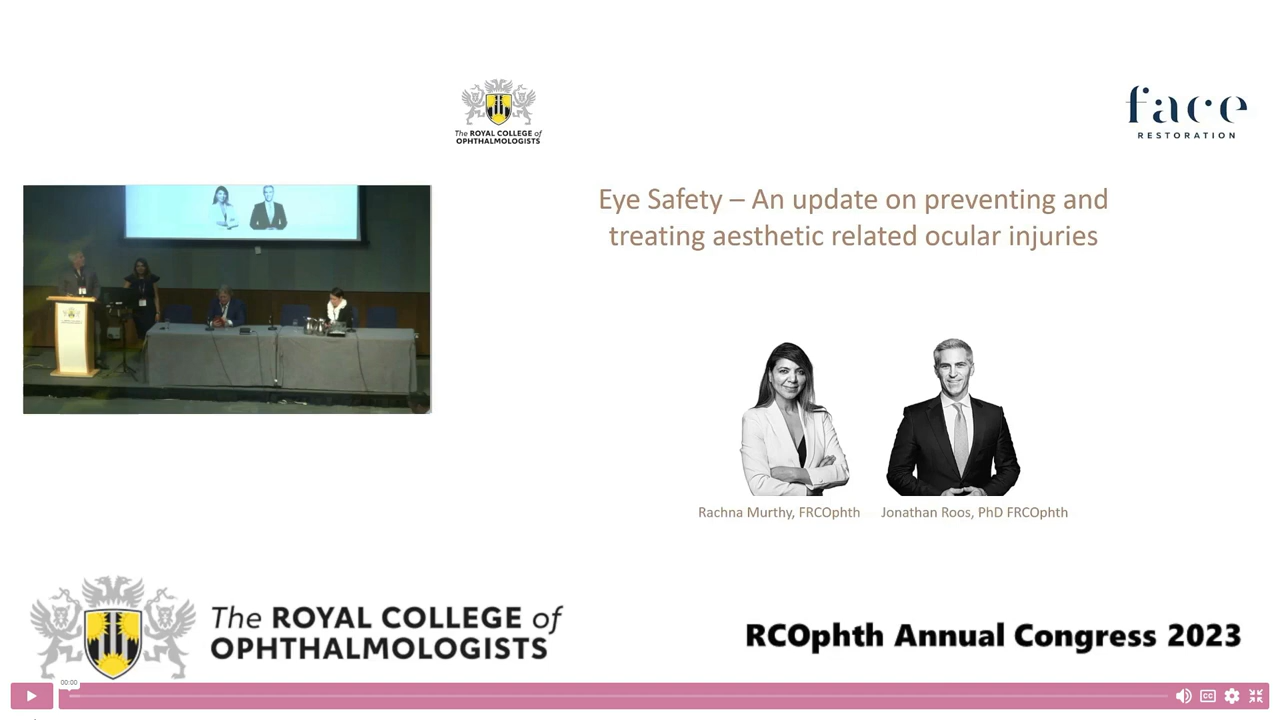 The ROYAL COLLEGE of
OPHTHALMOLOGISTS
face
RESTORATION
Eye Safety – An update on preventing and
treating aesthetic related ocular injuries
Rachna Murthy, FRCOphth
Jonathan Roos, PhD FRCOphth
The ROYAL COLLEGE of
OPHTHALMOLOGISTS
RCOphth Annual Congress 2023
00:00
CC